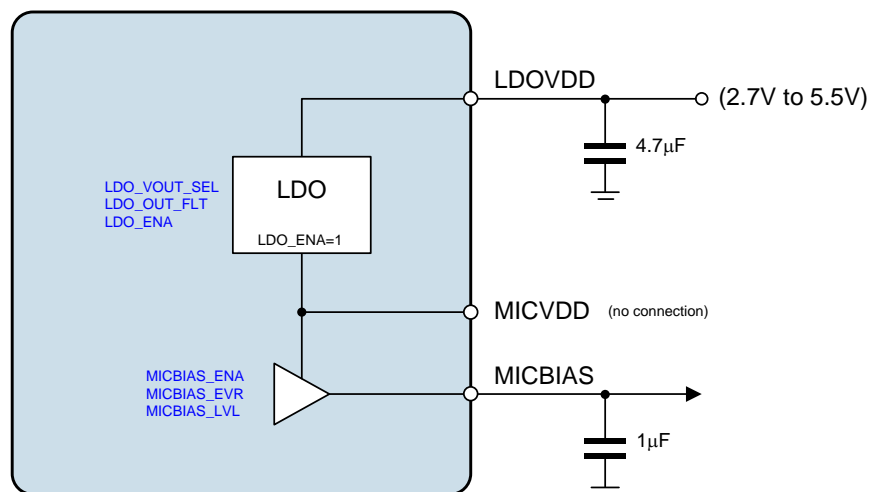 LDOVDD
(2.7V to 5.5V)
4.7μF
LDO_VOUT_SEL
LDO_OUT_FLT
LDO_ENA
LDO
LDO_ENA=1
MICVDD (no connection)
MICBIAS_ENA
MICBIAS_EVR
MICBIAS_LVL
MICBIAS
1μF